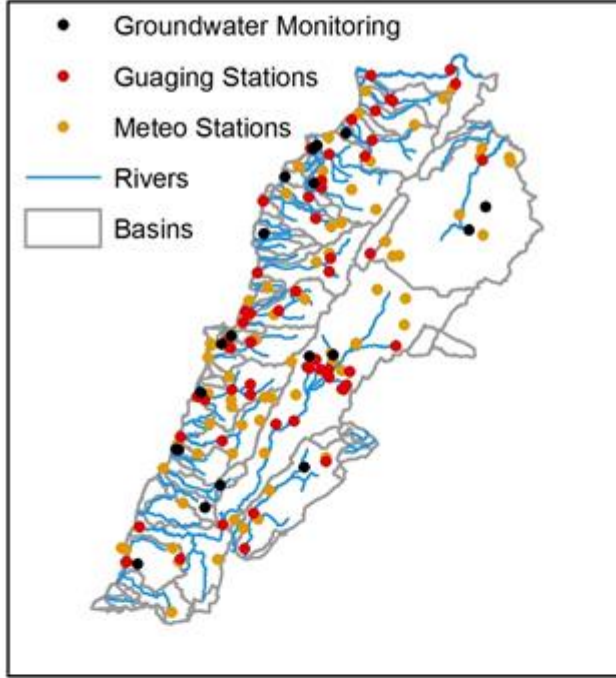 Groundwater Monitoring
Guaging Stations
Meteo Stations
Rivers
Basins